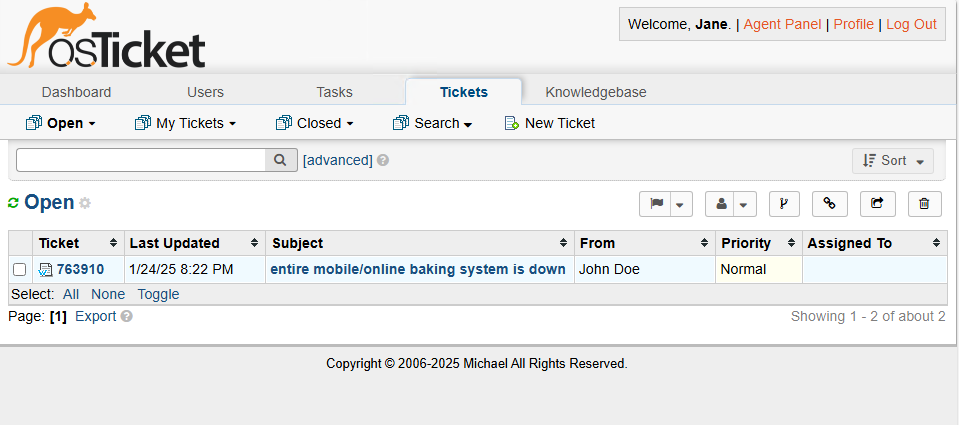 osTicket
Welcome, Jane. | Agent Panel | Profile | Log Out
Dashboard Users Tasks Tickets Knowledgebase
Open My Tickets Closed Search New Ticket
[advanced] ? Sort
Open
Ticket Last Updated Subject From Priority Assigned To
763910 1/24/25 8:22 PM entire mobile/online baking system is down John Doe Normal
Select: All None Toggle
Page: [1] Export ? Showing 1 - 2 of about 2
Copyright © 2006-2025 Michael All Rights Reserved.